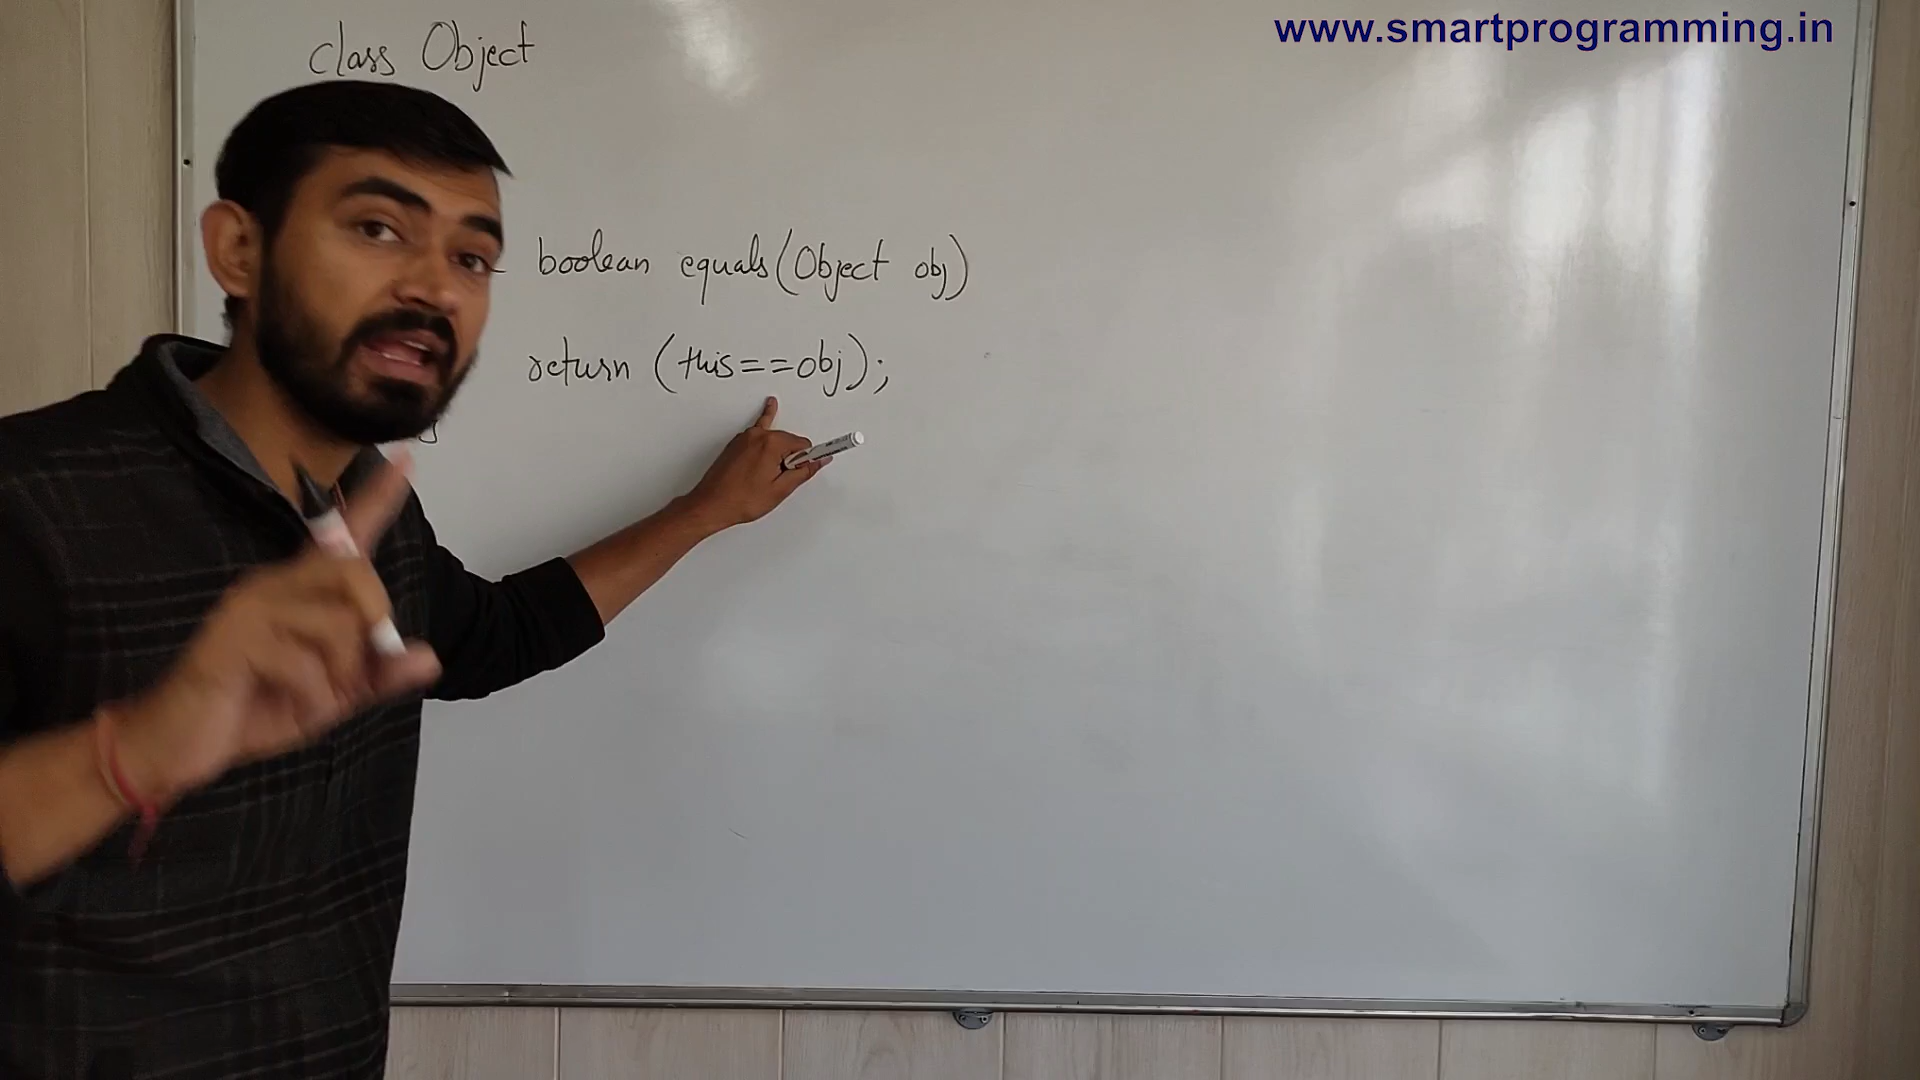 www.smartprogramming.in
class Object
boolean equals(Object obj)
return (this==obj);